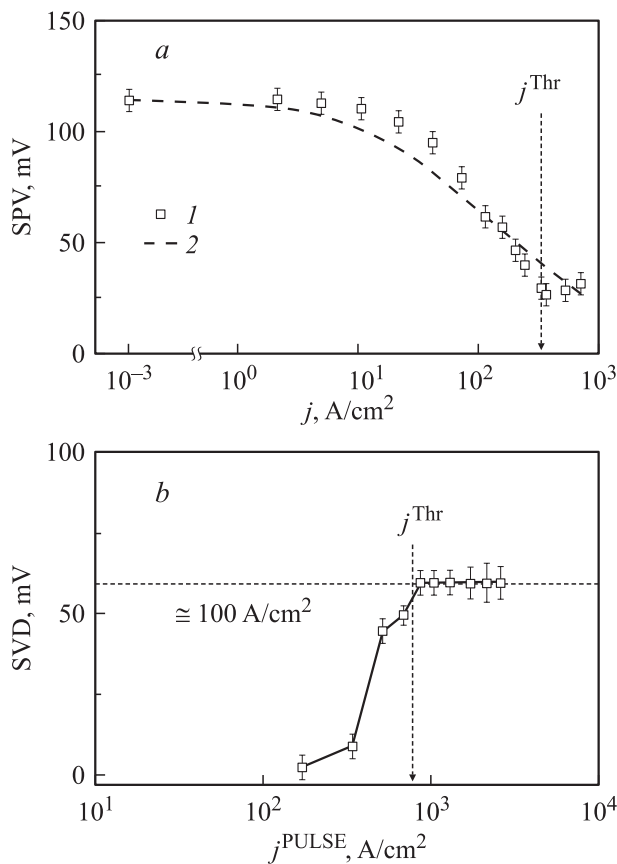 150
a
j^Thr
100
SPV, mV
1
50
2
0
10^–3 10^0 10^1 10^2 10^3
j, A/cm^2
100
b
j^Thr
SVD, mV
≅ 100 A/cm^2
50
0
10^1 10^2 10^3 10^4
j^PULSE, A/cm^2